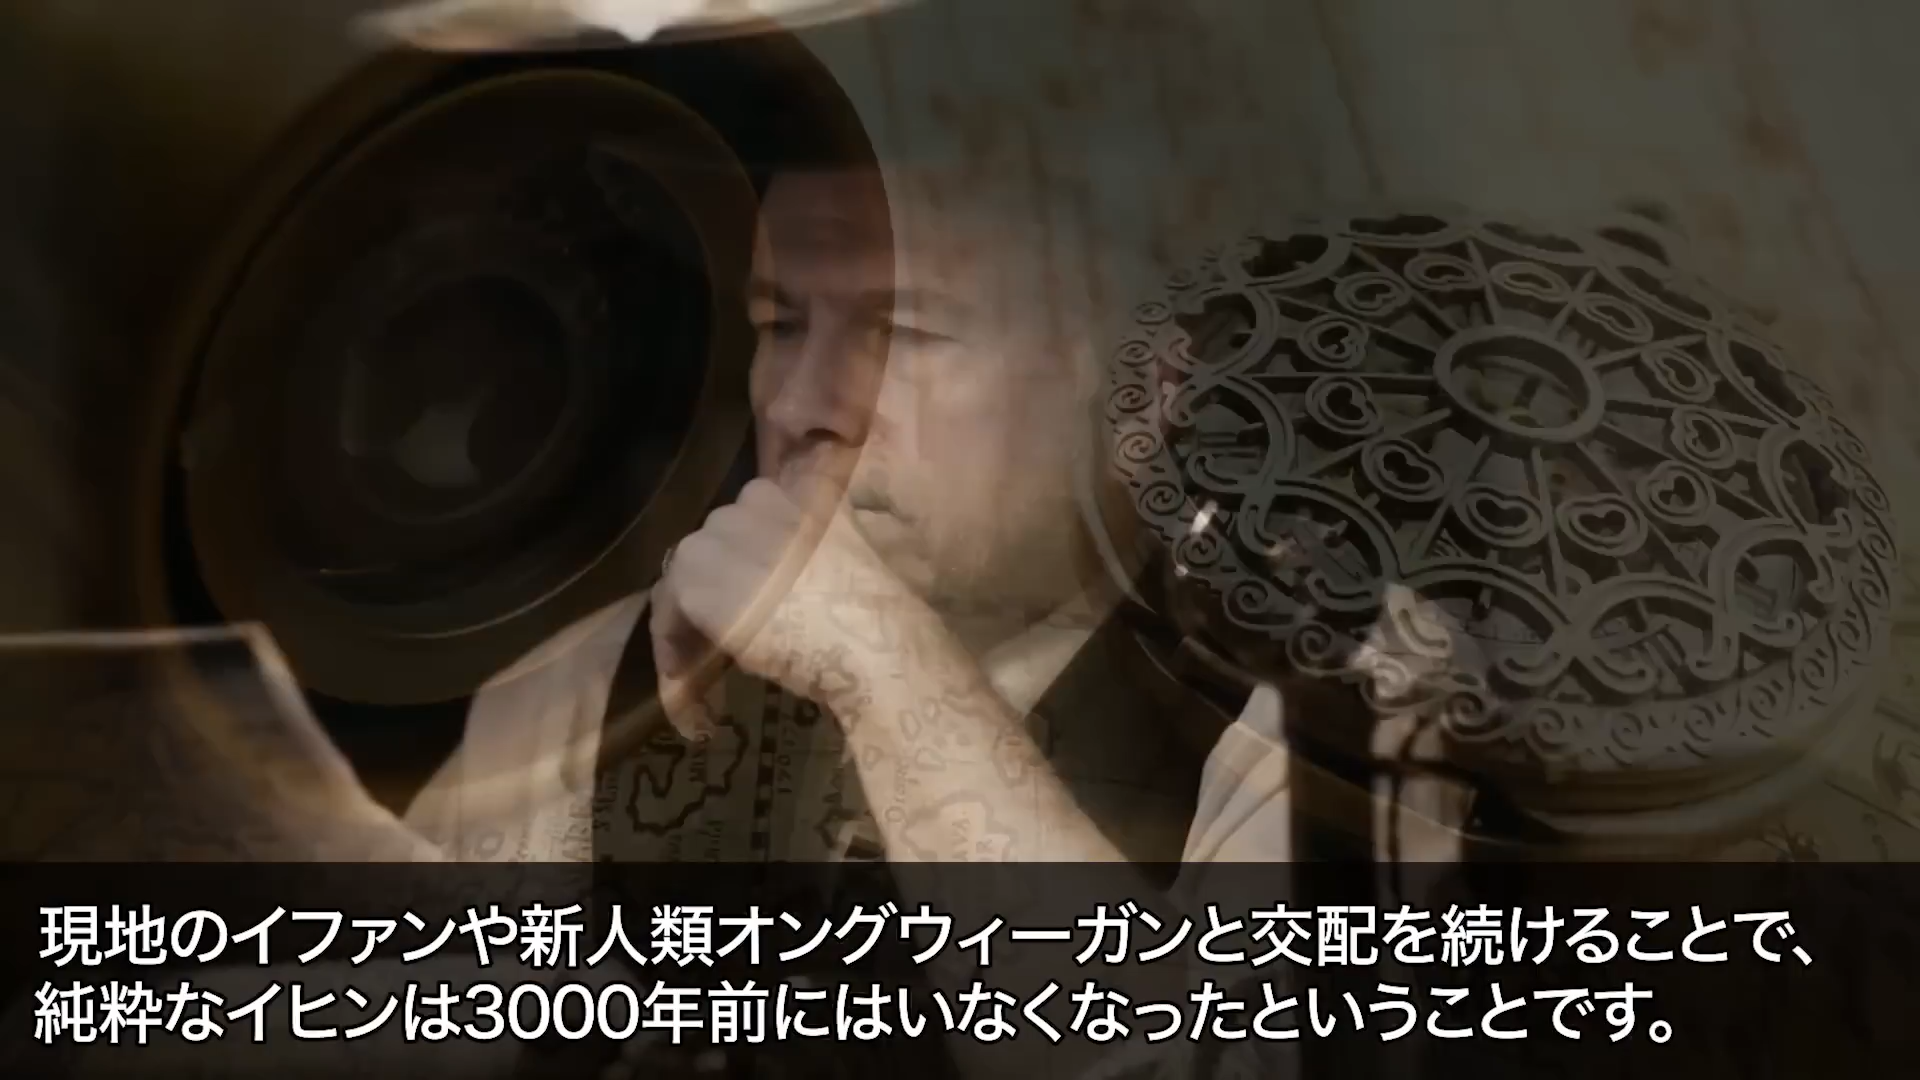 現地のイファンや新人類オングウィーガンと交配を続けることで、
純粋なイヒンは3000年前にはいなくなったということです。
MINDA
1707
JAVA